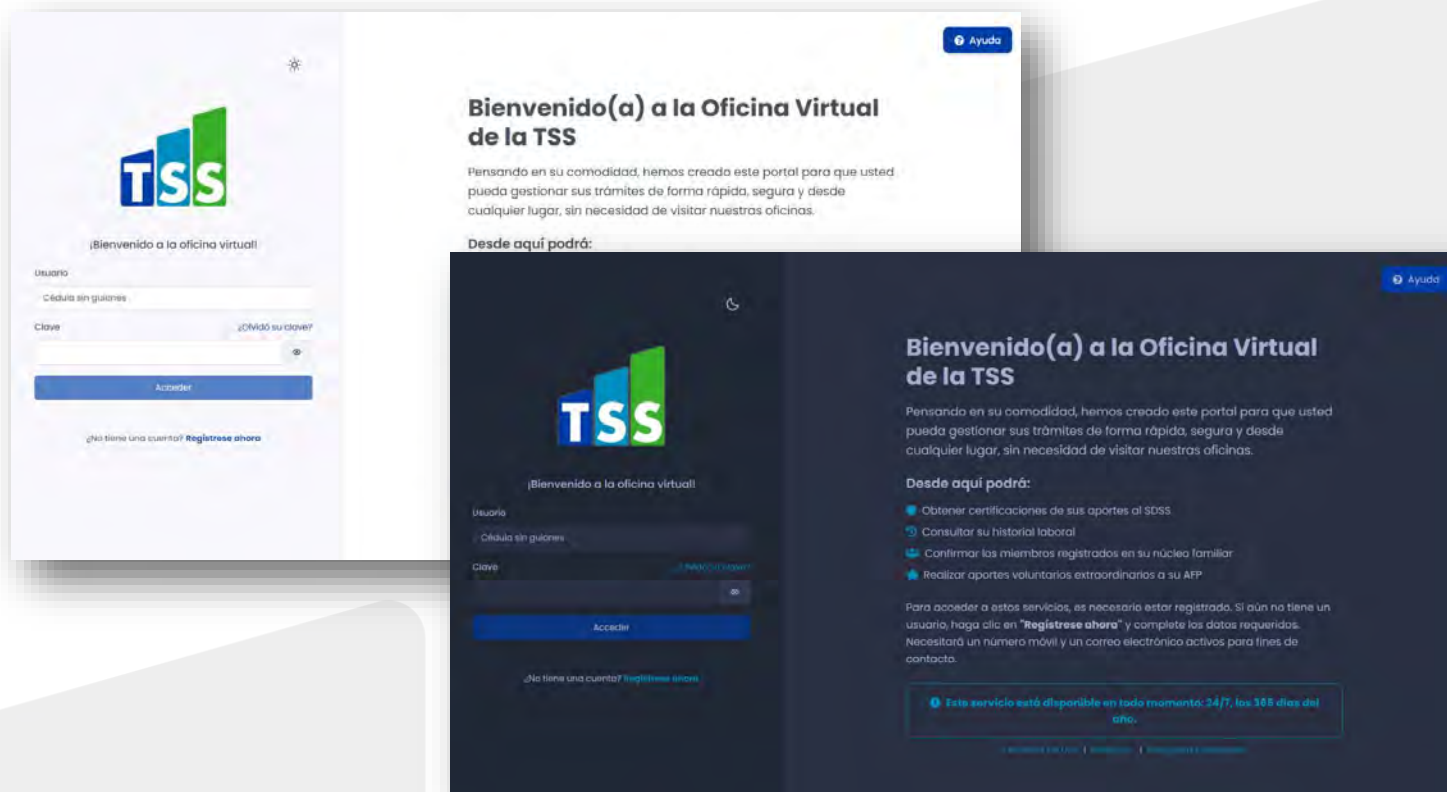 Ayuda
TSS
Bienvenido(a) a la Oficina Virtual
de la TSS
Pensando en su comodidad, hemos creado este portal para que usted
pueda gestionar sus trámites de forma rápida, segura y desde
cualquier lugar, sin necesidad de visitar nuestras oficinas.
Desde aquí podrá:
¡Bienvenido a la oficina virtual!
Usuario
Cédula sin guiones
Clave
¿Olvidó su clave?
Acceder
¿No tiene una cuenta? Regístrese ahora
Ayuda
TSS
¡Bienvenido a la oficina virtual!
Usuario
Cédula sin guiones
Clave
Acceder
¿No tiene una cuenta? Regístrese ahora
Bienvenido(a) a la Oficina Virtual
de la TSS
Pensando en su comodidad, hemos creado este portal para que usted
pueda gestionar sus trámites de forma rápida, segura y desde
cualquier lugar, sin necesidad de visitar nuestras oficinas.
Desde aquí podrá:
Obtener certificaciones de sus aportes al SDSS
Consultar su historial laboral
Confirmar los miembros registrados en su núcleo familiar
Realizar aportes voluntarios extraordinarios a su AFP
Para acceder a estos servicios, es necesario estar registrado. Si aún no tiene un
usuario, haga clic en "Regístrese ahora" y complete los datos requeridos.
Necesitará un número móvil y un correo electrónico activos para fines de
contacto.
Este servicio está disponible en todo momento: 24/7, los 365 días del
año.